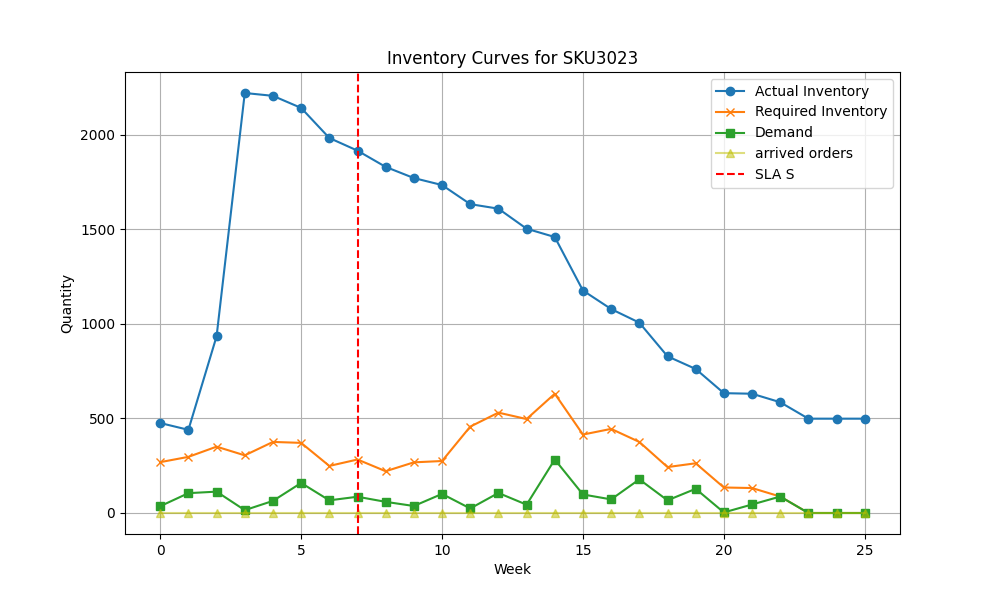 Inventory Curves for SKU3023
Actual Inventory
Required Inventory
Demand
arrived orders
SLA S
Quantity
2000
1500
1000
500
0
0 5 10 15 20 25
Week